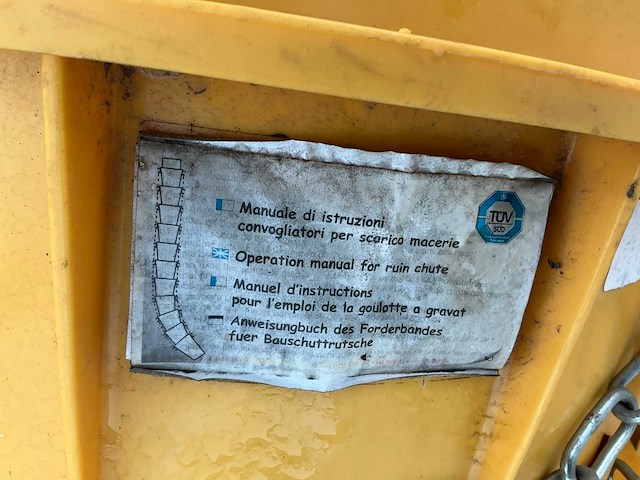 Manuale di istruzioni
convogliatori per scarico macerie
TÜV
SÜD
Operation manual for ruin chute
Manuel d'instructions
pour l'emploi de la goulotte a gravat
Anweisungbuch des Forderbandes
fuer Bauschuttrutsche